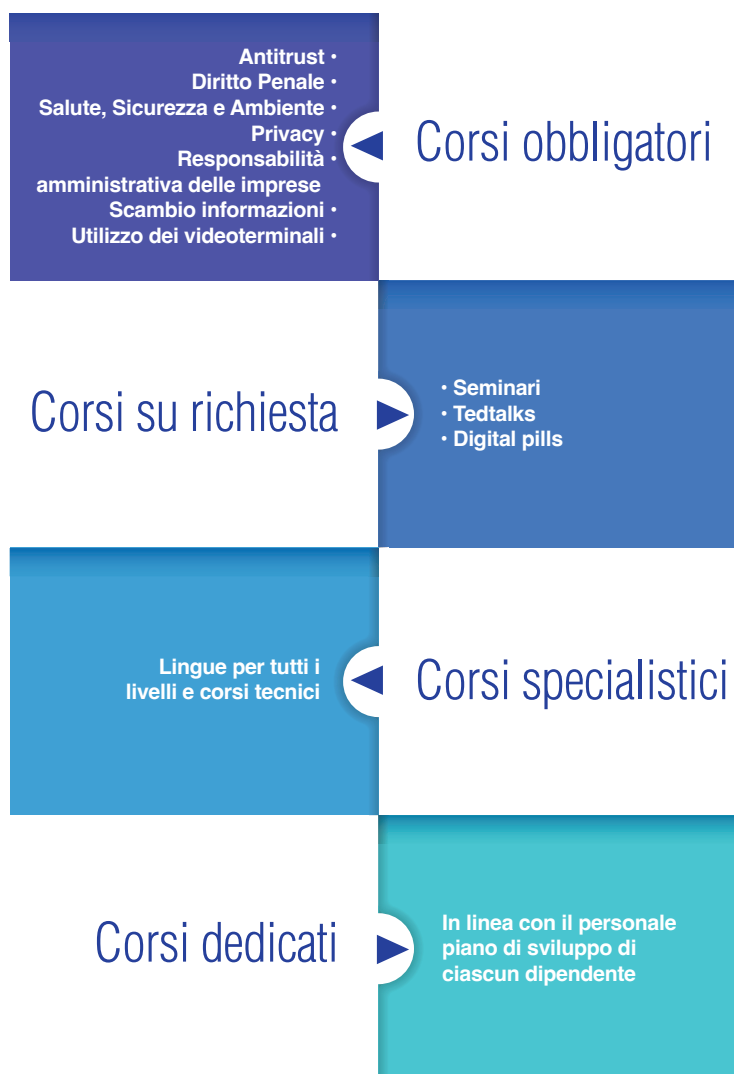 Antitrust •
Diritto Penale •
Salute, Sicurezza e Ambiente •
Privacy •
Responsabilità •
amministrativa delle imprese
Scambio informazioni •
Utilizzo dei videoterminali •
Corsi obbligatori
Corsi su richiesta
• Seminari
• Tedtalks
• Digital pills
Lingue per tutti i
livelli e corsi tecnici
Corsi specialistici
Corsi dedicati
In linea con il personale
piano di sviluppo di
ciascun dipendente